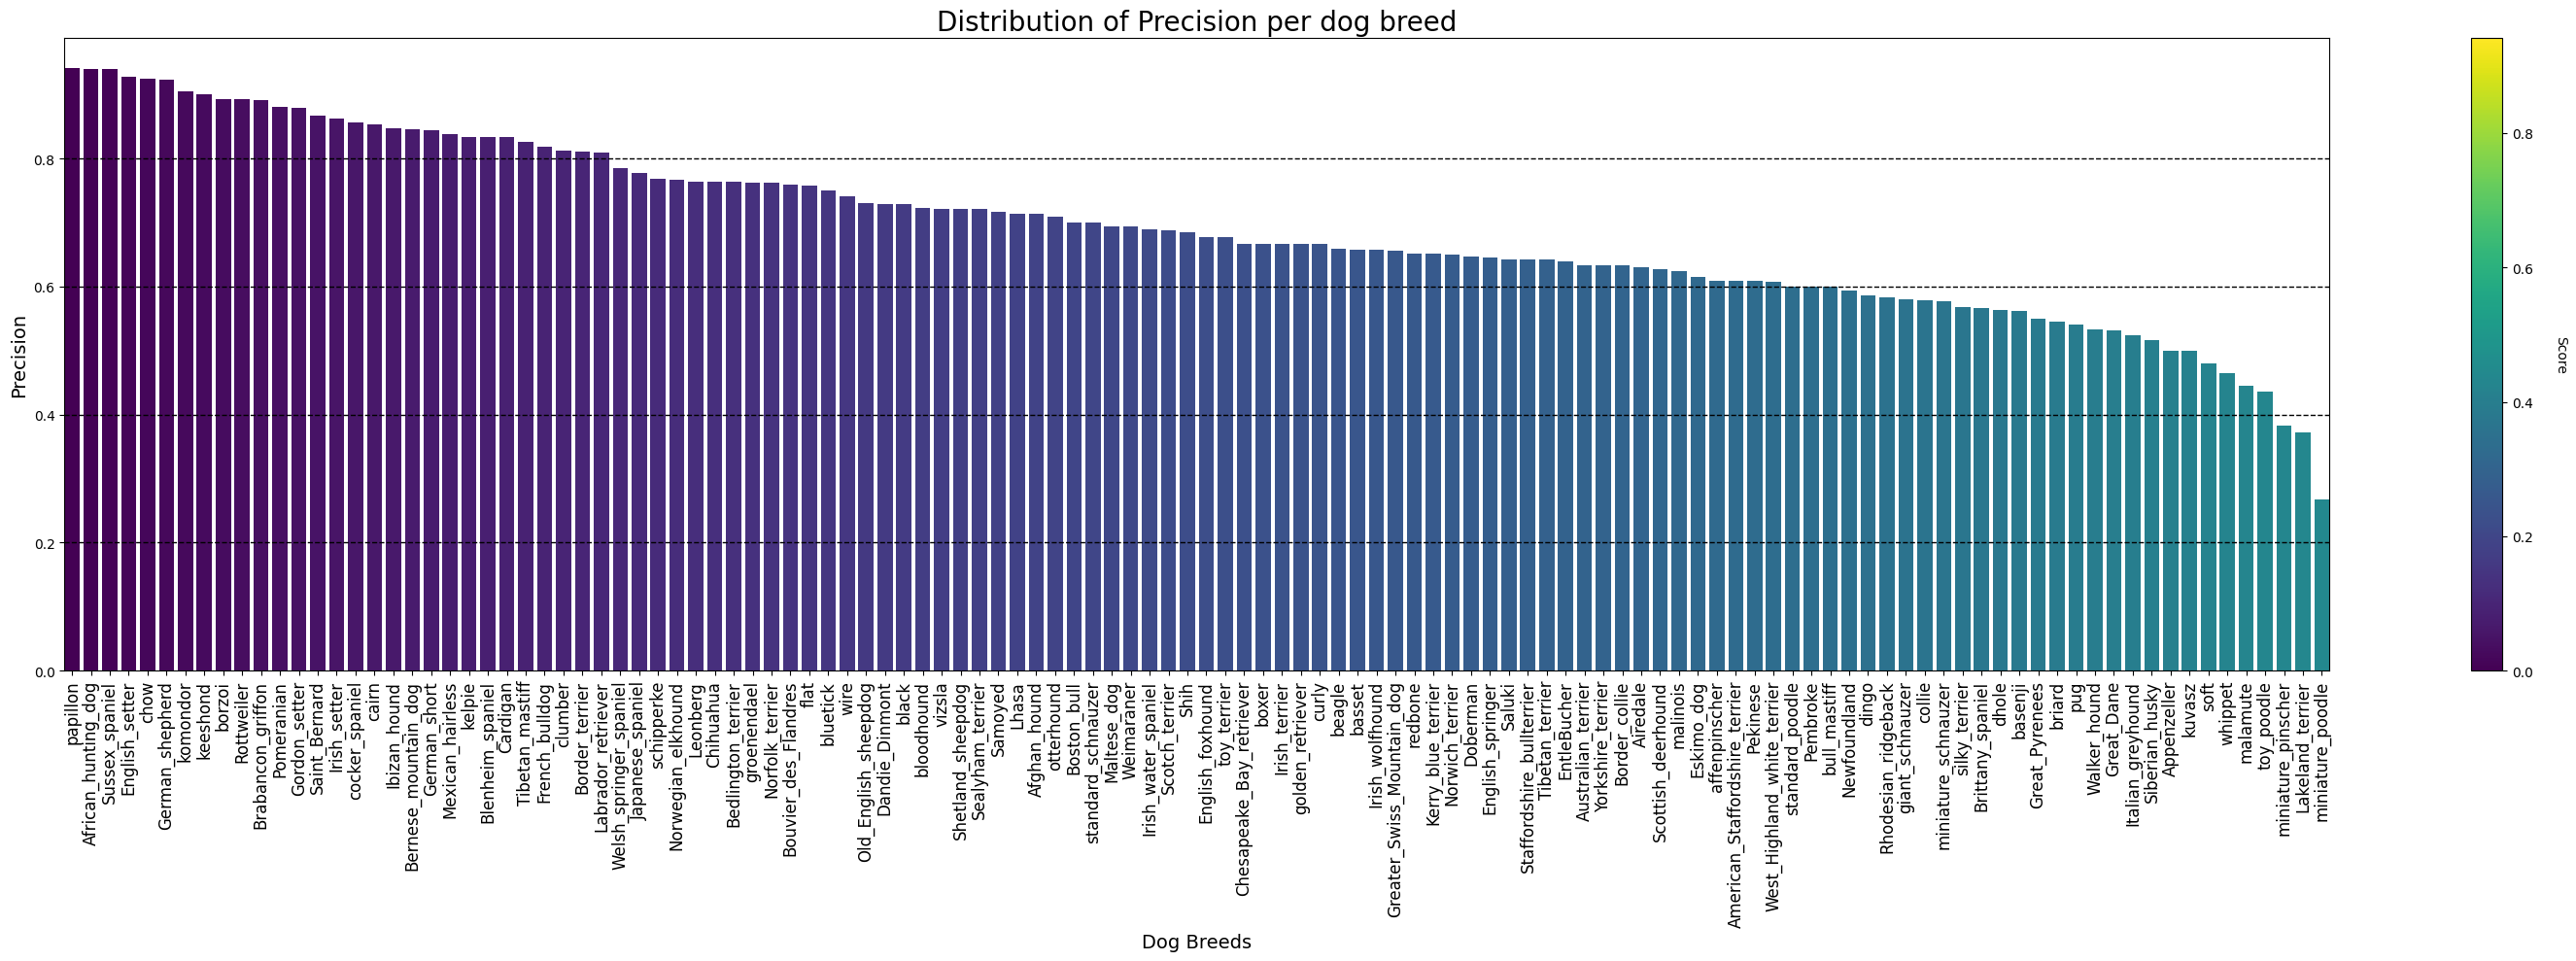 Distribution of Precision per dog breed
Precision
0.8
0.6
0.4
0.2
0.0
papillon
African_hunting_dog
Sussex_spaniel
English_setter
chow
German_shepherd
komondor
keeshond
borzoi
Rottweiler
Brabancon_griffon
Pomeranian
Gordon_setter
Saint_Bernard
Irish_setter
cocker_spaniel
cairn
Ibizan_hound
Bernese_mountain_dog
German_short
Mexican_hairless
kelpie
Blenheim_spaniel
Cardigan
Tibetan_mastiff
French_bulldog
clumber
Border_terrier
Labrador_retriever
Welsh_springer_spaniel
Japanese_spaniel
schipperke
Norwegian_elkhound
Leonberg
Chihuahua
Bedlington_terrier
groenendael
Norfolk_terrier
Bouvier_des_Flandres
flat
bluetick
wire
Old_English_sheepdog
Dandie_Dinmont
black
bloodhound
vizsla
Shetland_sheepdog
Sealyham_terrier
Samoyed
Lhasa
Afghan_hound
otterhound
Boston_bull
standard_schnauzer
Maltese_dog
Weimaraner
Irish_water_spaniel
Scotch_terrier
Shih
English_foxhound
toy_terrier
Chesapeake_Bay_retriever
boxer
Irish_terrier
golden_retriever
curly
beagle
basset
Irish_wolfhound
Greater_Swiss_Mountain_dog
redbone
Kerry_blue_terrier
Norwich_terrier
Doberman
English_springer
Saluki
Staffordshire_bullterrier
Tibetan_terrier
EntleBucher
Australian_terrier
Yorkshire_terrier
Border_collie
Airedale
Scottish_deerhound
malinois
Eskimo_dog
affenpinscher
American_Staffordshire_terrier
Pekinese
West_Highland_white_terrier
standard_poodle
Pembroke
bull_mastiff
Newfoundland
dingo
Rhodesian_ridgeback
giant_schnauzer
collie
miniature_schnauzer
silky_terrier
Brittany_spaniel
dhole
basenji
Great_Pyrenees
briard
pug
Walker_hound
Great_Dane
Italian_greyhound
Siberian_husky
Appenzeller
kuvasz
soft
whippet
malamute
toy_poodle
miniature_pinscher
Lakeland_terrier
miniature_poodle
Dog Breeds
0.8
0.6
0.4
0.2
0.0
Score